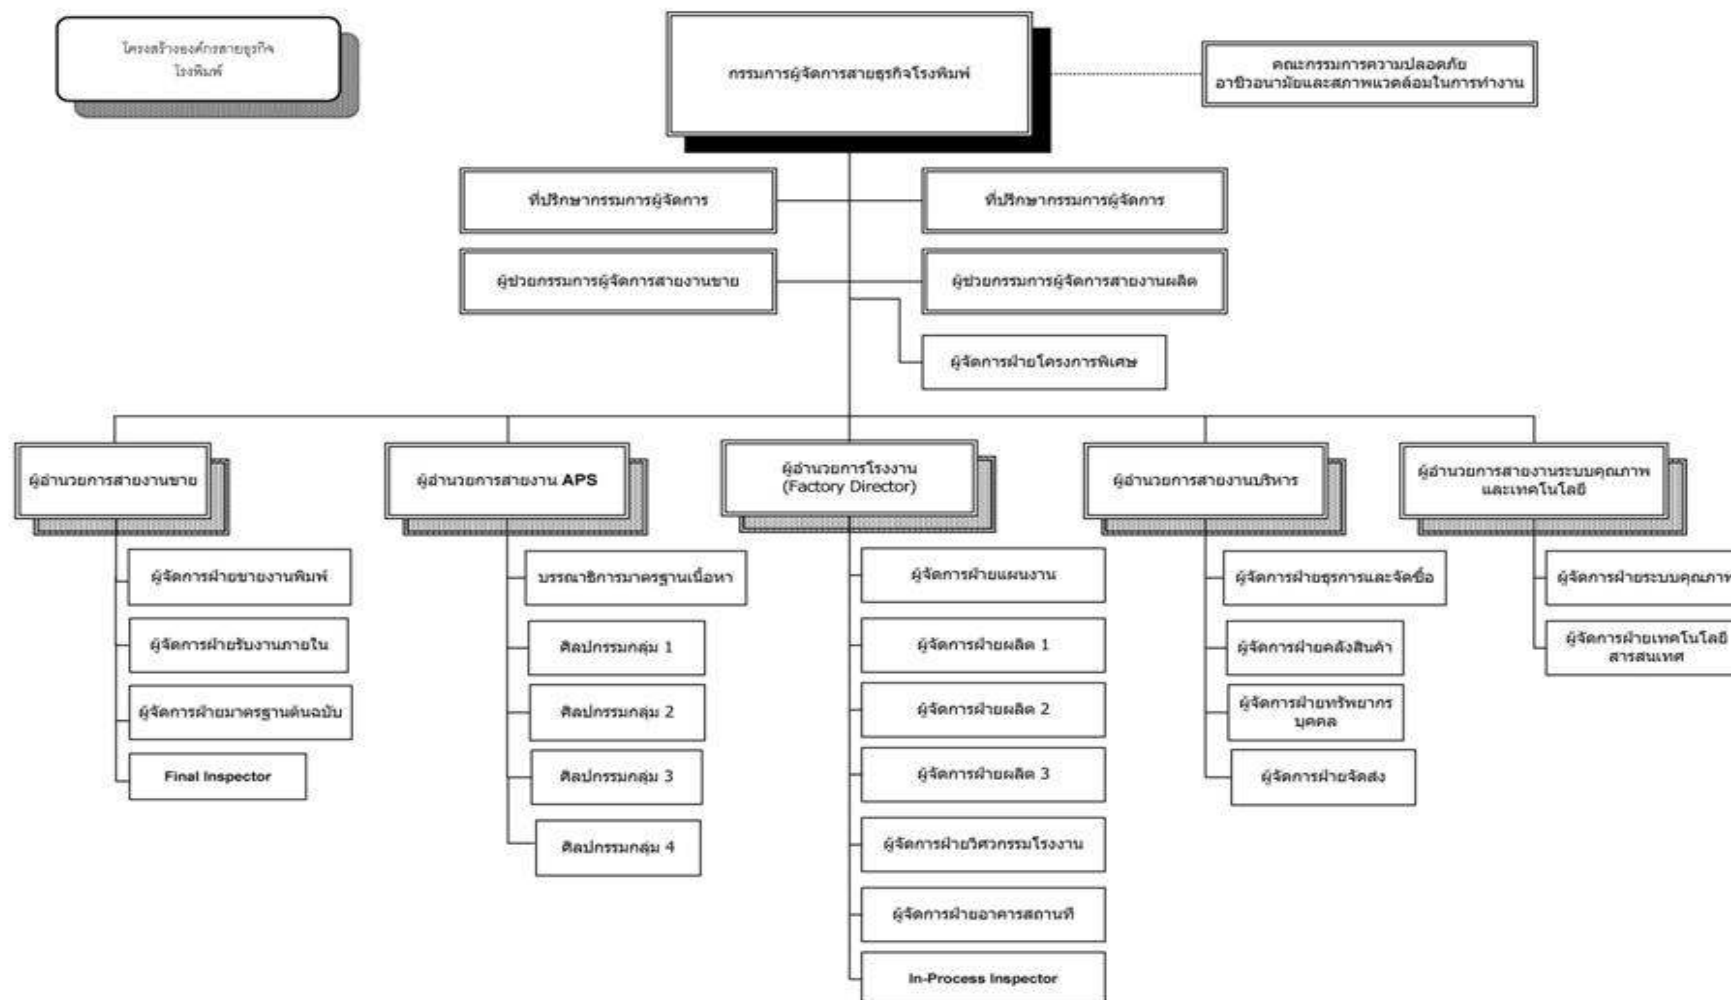 โครงสร้างองค์กรสายธุรกิจ
โรงพิมพ์
กรรมการผู้จัดการสายธุรกิจโรงพิมพ์
คณะกรรมการความปลอดภัย
อาชีวอนามัยและสภาพแวดล้อมในการทำงาน
ที่ปรึกษากรรมการผู้จัดการ
ที่ปรึกษากรรมการผู้จัดการ
ผู้ช่วยกรรมการผู้จัดการสายงานขาย
ผู้ช่วยกรรมการผู้จัดการสายงานผลิต
ผู้จัดการฝ่ายโครงการพิเศษ
ผู้อำนวยการสายงานขาย
ผู้อำนวยการสายงาน APS
ผู้อำนวยการโรงงาน
(Factory Director)
ผู้อำนวยการสายงานบริหาร
ผู้อำนวยการสายงานระบบคุณภาพ
และเทคโนโลยี
ผู้จัดการฝ่ายขายงานพิมพ์
ผู้จัดการฝ่ายรับงานภายใน
ผู้จัดการฝ่ายมาตรฐานต้นฉบับ
Final Inspector
บรรณาธิการมาตรฐานเนื้อหา
ศิลปกรรมกลุ่ม 1
ศิลปกรรมกลุ่ม 2
ศิลปกรรมกลุ่ม 3
ศิลปกรรมกลุ่ม 4
ผู้จัดการฝ่ายแผนงาน
ผู้จัดการฝ่ายผลิต 1
ผู้จัดการฝ่ายผลิต 2
ผู้จัดการฝ่ายผลิต 3
ผู้จัดการฝ่ายวิศวกรรมโรงงาน
ผู้จัดการฝ่ายอาคารสถานที่
In-Process Inspector
ผู้จัดการฝ่ายธุรการและจัดซื้อ
ผู้จัดการฝ่ายคลังสินค้า
ผู้จัดการฝ่ายทรัพยากร
บุคคล
ผู้จัดการฝ่ายจัดส่ง
ผู้จัดการฝ่ายระบบคุณภาพ
ผู้จัดการฝ่ายเทคโนโลยี
สารสนเทศ